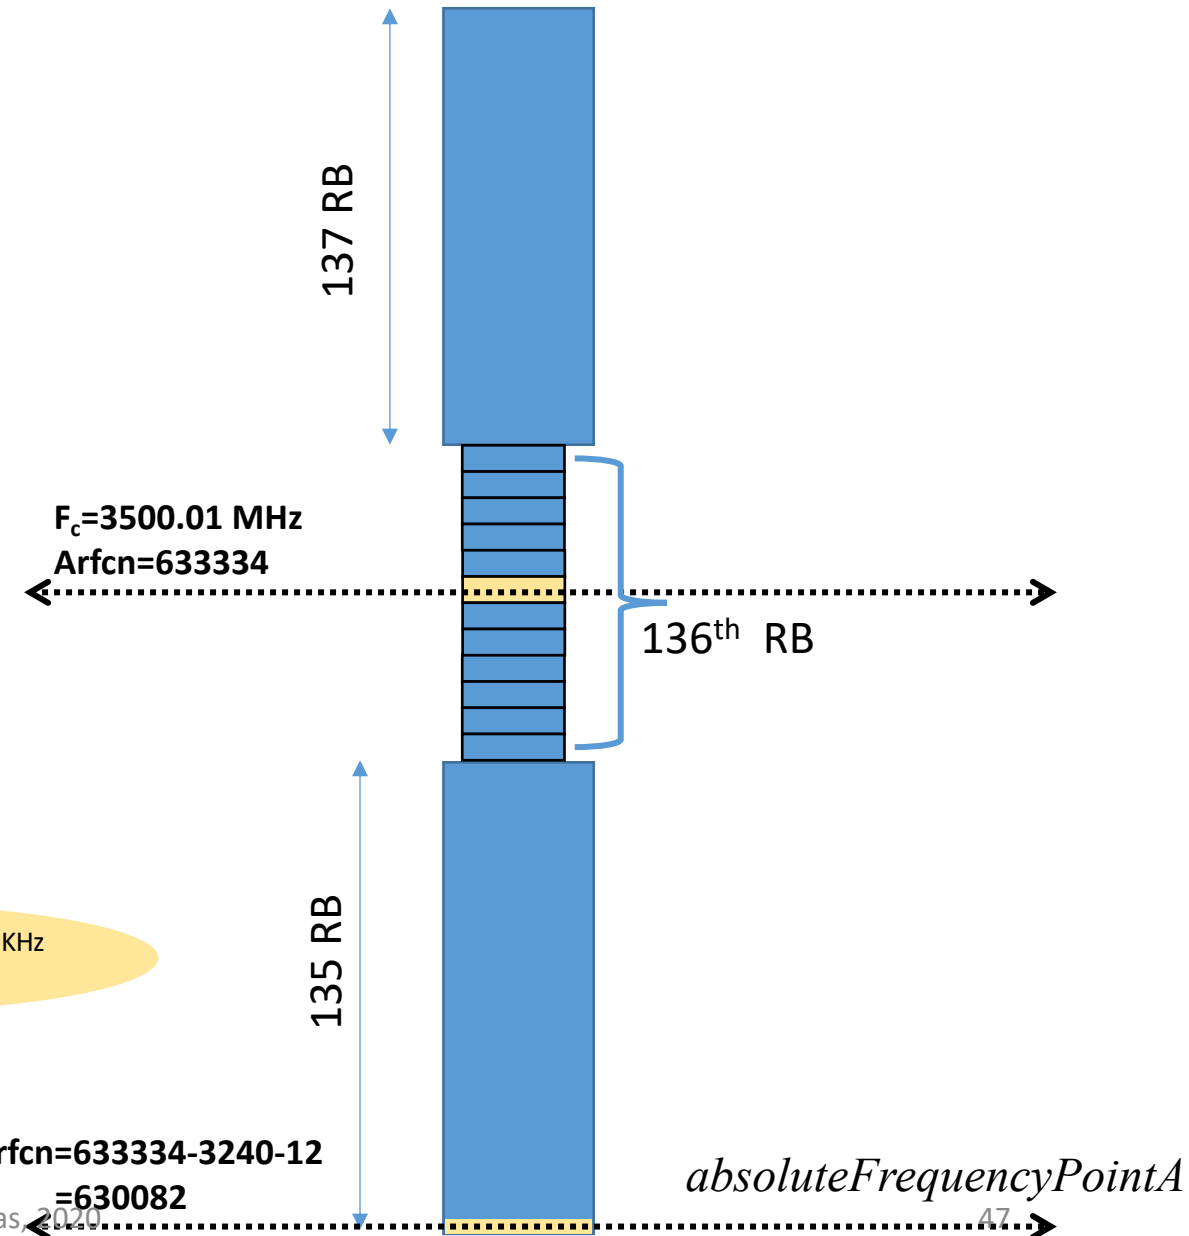 137 RB
Fc=3500.01 MHz
Arfcn=633334
136th RB
KHz
135 RB
rfcn=633334-3240-12
=630082
absoluteFrequencyPointA
as, 2020
47